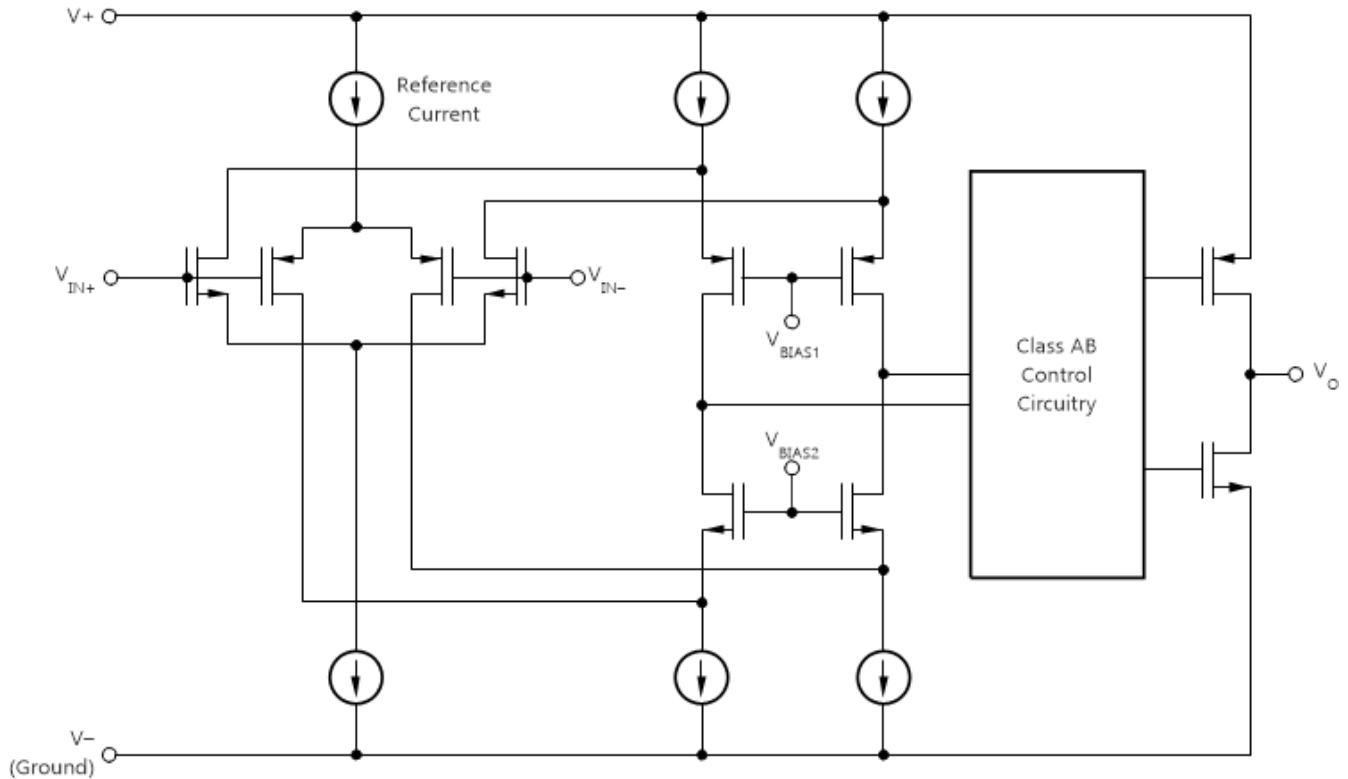 V+
Reference
Current
VIN+
VIN−
VBIAS1
Class AB
Control
Circuitry
VO
VBIAS2
V−
(Ground)